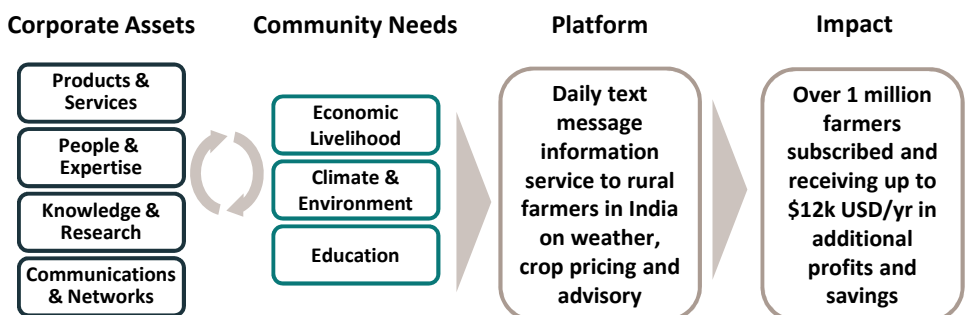 Corporate Assets
Products &
Services
People &
Expertise
Knowledge &
Research
Communications
& Networks
Community Needs
Economic
Livelihood
Climate &
Environment
Education
Platform
Daily text
message
information
service to rural
farmers in India
on weather,
crop pricing and
advisory
Impact
Over 1 million
farmers
subscribed and
receiving up to
$12k USD/yr in
additional
profits and
savings